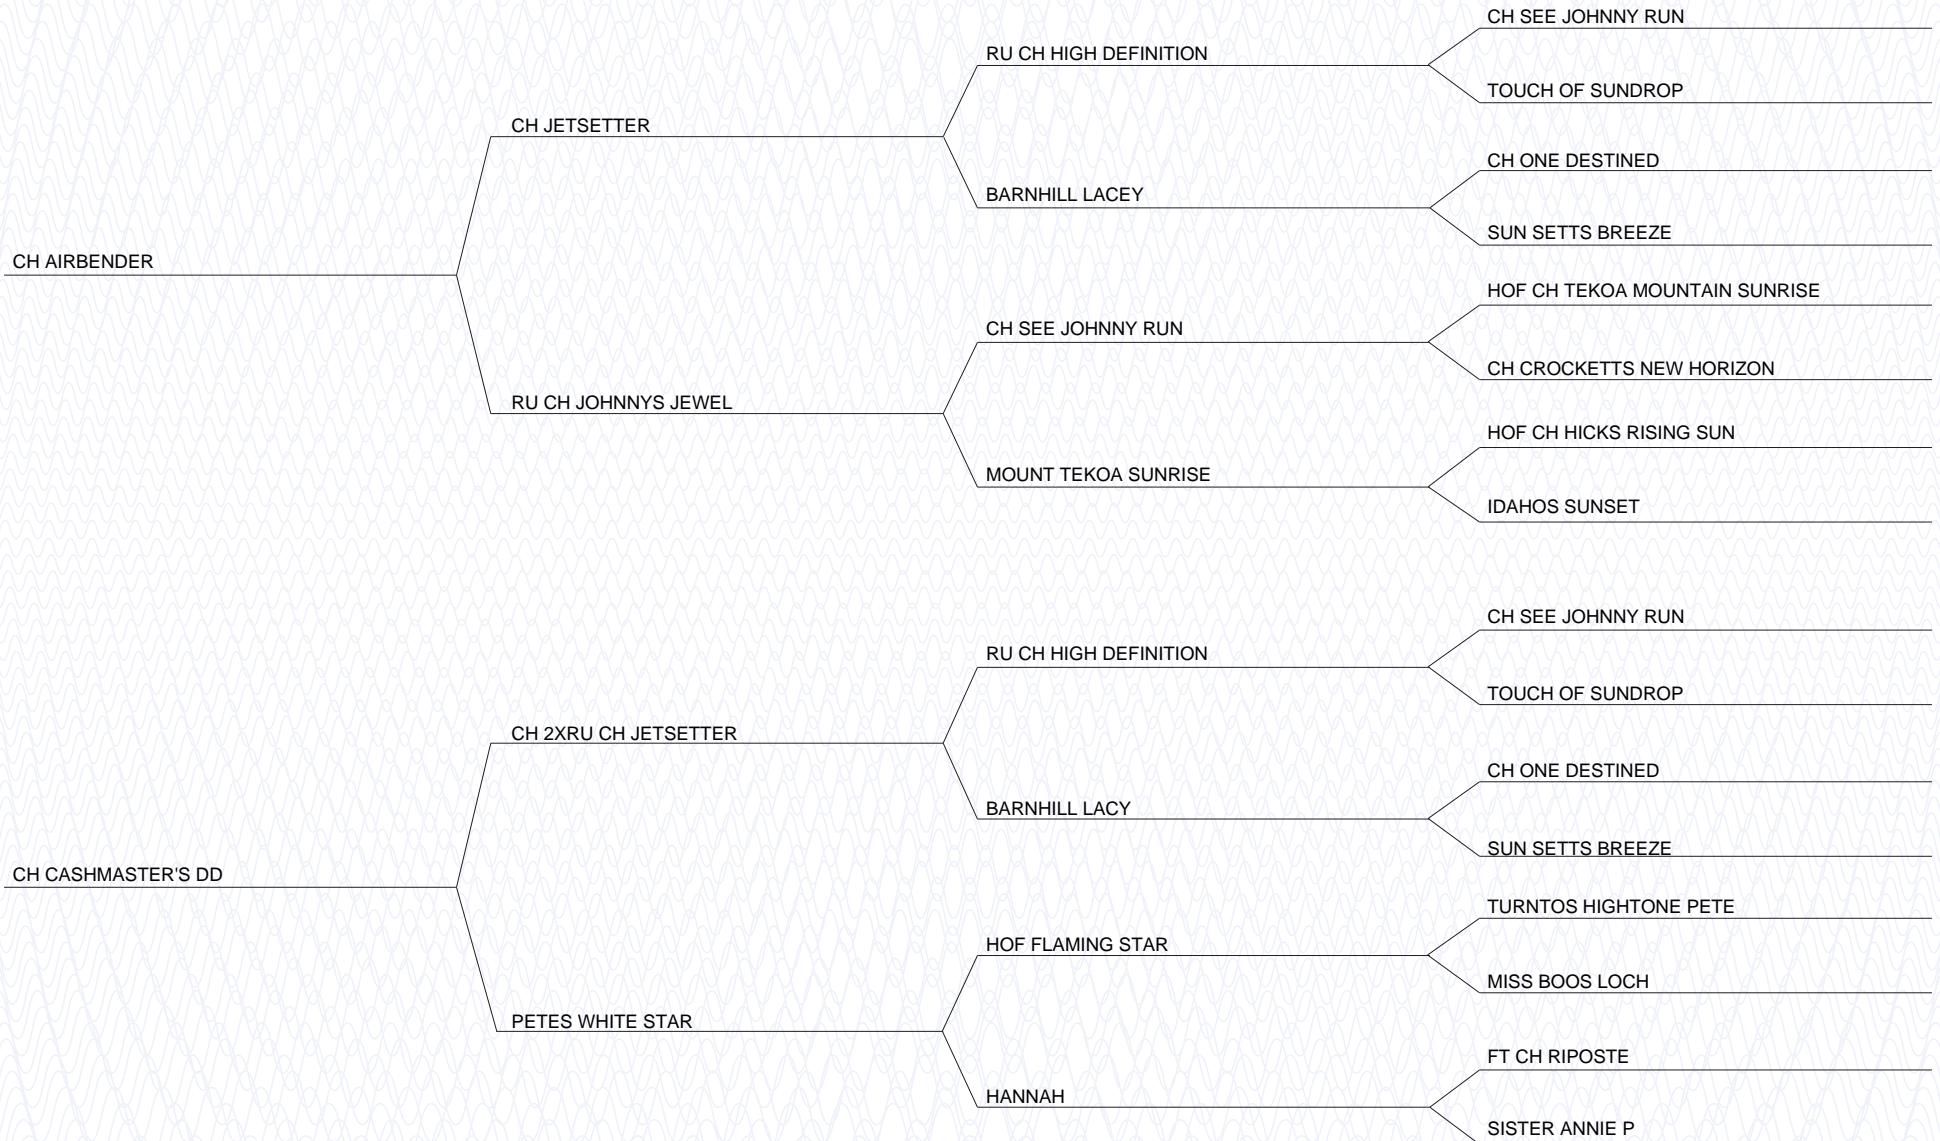 CH SEE JOHNNY RUN
RU CH HIGH DEFINITION
TOUCH OF SUNDROP
CH JETSETTER
CH ONE DESTINED
BARNHILL LACEY
SUN SETTS BREEZE
CH AIRBENDER
HOF CH TEKOA MOUNTAIN SUNRISE
CH SEE JOHNNY RUN
CH CROCKETTS NEW HORIZON
RU CH JOHNNYS JEWEL
HOF CH HICKS RISING SUN
MOUNT TEKOA SUNRISE
IDAHOS SUNSET
CH SEE JOHNNY RUN
RU CH HIGH DEFINITION
TOUCH OF SUNDROP
CH 2XRU CH JETSETTER
CH ONE DESTINED
BARNHILL LACY
SUN SETTS BREEZE
CH CASHMASTER'S DD
TURNTOS HIGHTONE PETE
HOF FLAMING STAR
MISS BOOS LOCH
PETES WHITE STAR
FT CH RIPOSTE
HANNAH
SISTER ANNIE P